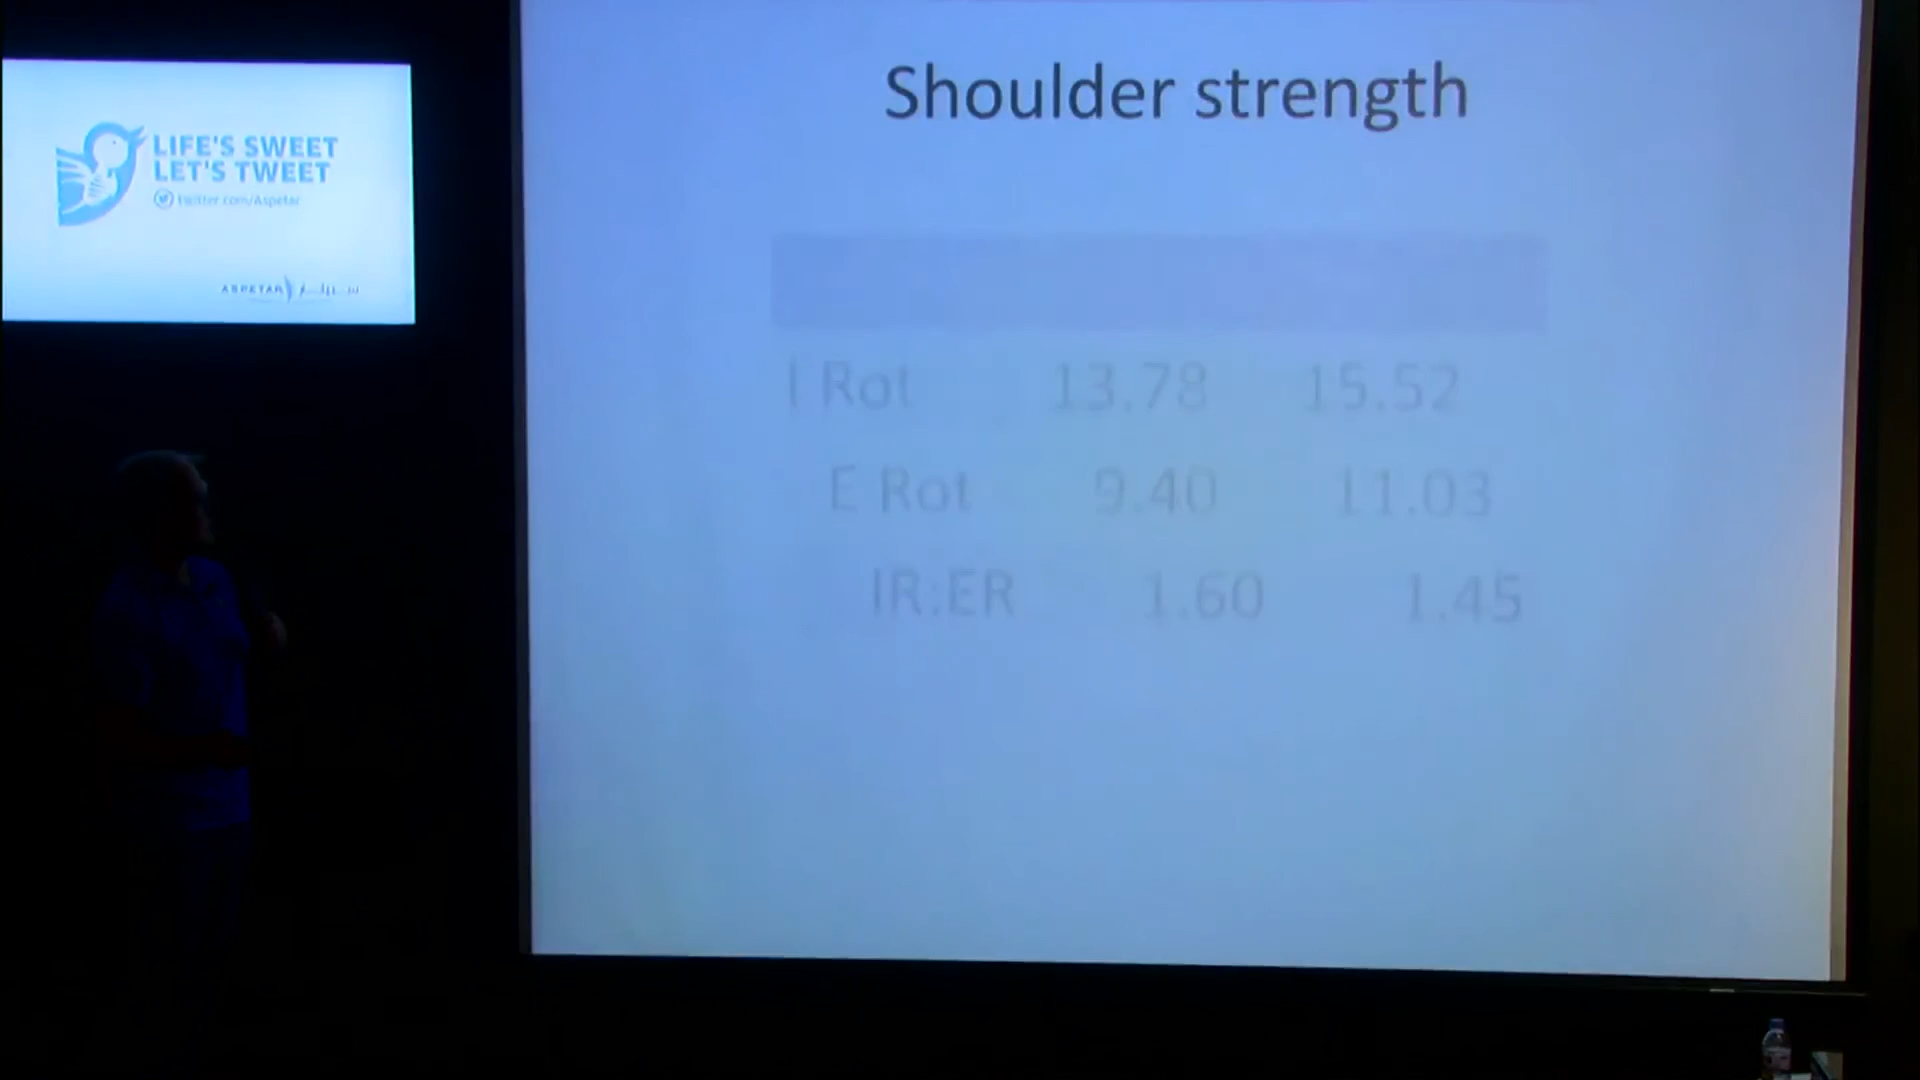 Shoulder strength
I Rot 13.78 15.52
E Rot 9.40 11.03
IR:ER 1.60 1.45
LIFE'S SWEET
LET'S TWEET
twitter.com/Aspetar
ASPETAR